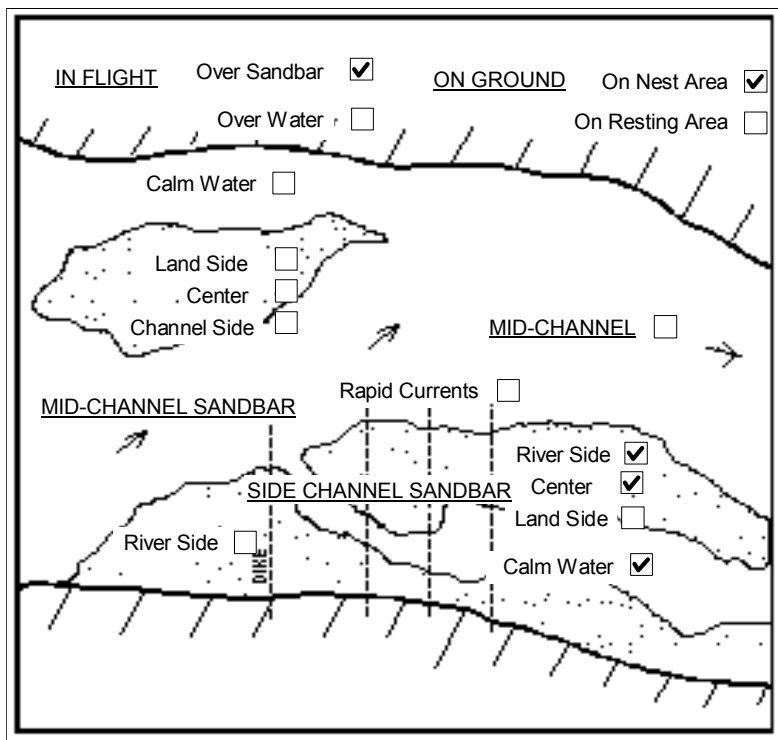 IN FLIGHT Over Sandbar ON GROUND On Nest Area
Over Water On Resting Area
Calm Water
Land Side
Center
Channel Side MID-CHANNEL
Rapid Currents
MID-CHANNEL SANDBAR
River Side
SIDE CHANNEL SANDBAR Center
Land Side
River Side
DIKE
Calm Water